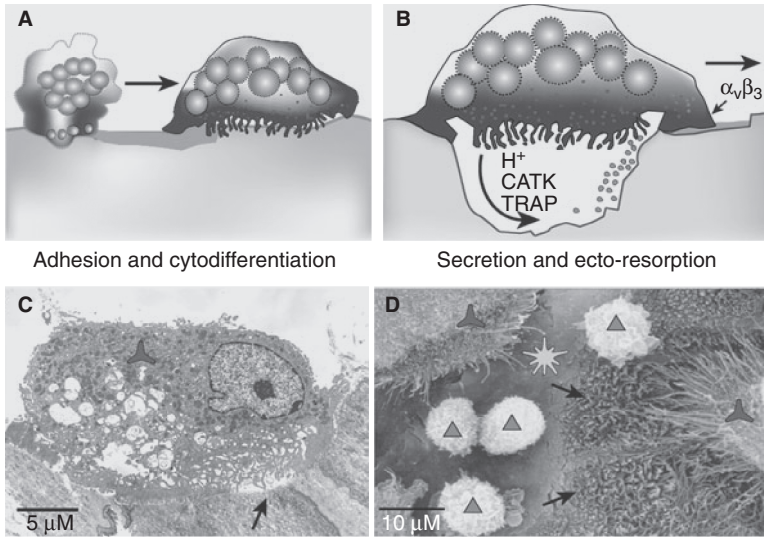 A
B
αvβ3
H+
CATK
TRAP
Adhesion and cytodifferentiation
Secretion and ecto-resorption
C
D
5 µM
10 µM